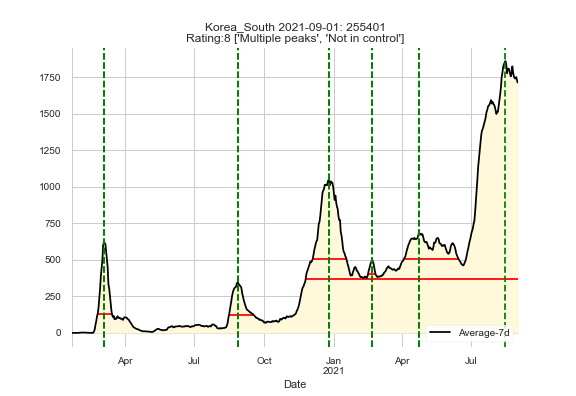 Korea_South 2021-09-01: 255401
Rating:8 ['Multiple peaks', 'Not in control']
1750
1500
1250
1000
750
500
250
0
Average-7d
Apr Jul Oct Jan Apr Jul
2021
Date